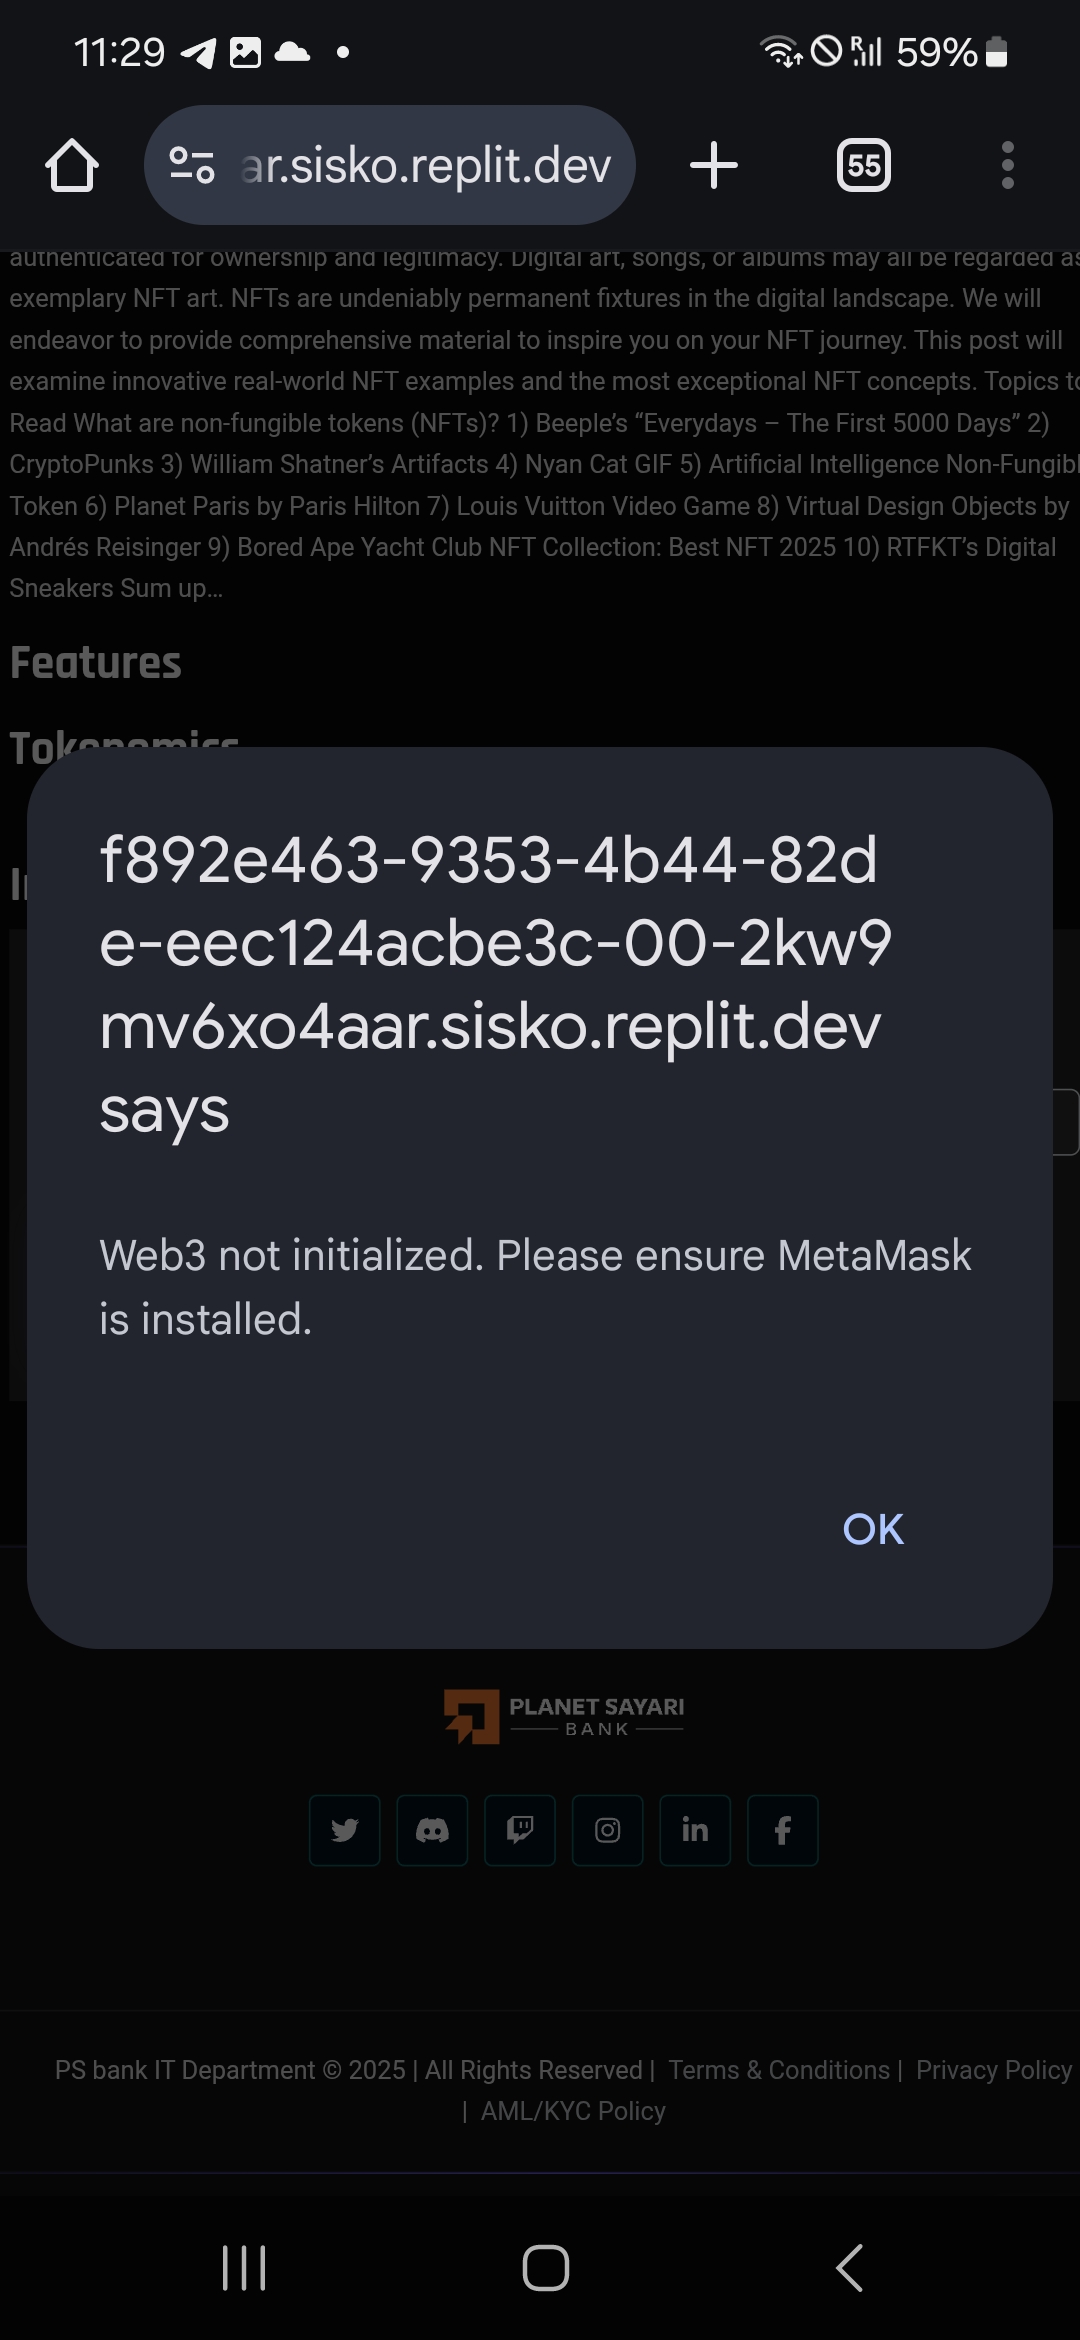 11:29
59%
ar.sisko.replit.dev
55
authenticated for ownership and legitimacy. Digital art, songs, or albums may all be regarded as
exemplary NFT art. NFTs are undeniably permanent fixtures in the digital landscape. We will
endeavor to provide comprehensive material to inspire you on your NFT journey. This post will
examine innovative real-world NFT examples and the most exceptional NFT concepts. Topics to
Read What are non-fungible tokens (NFTs)? 1) Beeple's “Everydays – The First 5000 Days” 2)
CryptoPunks 3) William Shatner’s Artifacts 4) Nyan Cat GIF 5) Artificial Intelligence Non-Fungibl
Token 6) Planet Paris by Paris Hilton 7) Louis Vuitton Video Game 8) Virtual Design Objects by
Andrés Reisinger 9) Bored Ape Yacht Club NFT Collection: Best NFT 2025 10) RTFKT’s Digital
Sneakers Sum up…
Features
Tokenomics
f892e463-9353-4b44-82d
e-eec124acbe3c-00-2kw9
mv6xo4aar.sisko.replit.dev
says
Web3 not initialized. Please ensure MetaMask
is installed.
OK
PLANET SAYARI
BANK
PS bank IT Department © 2025 | All Rights Reserved | Terms & Conditions | Privacy Policy
| AML/KYC Policy